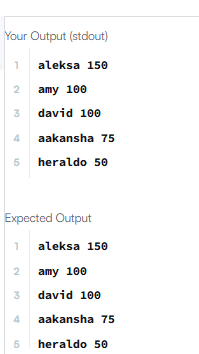 Your Output (stdout)
1 aleksa 150
2 amy 100
3 david 100
4 aakansha 75
5 heraldo 50
Expected Output
1 aleksa 150
2 amy 100
3 david 100
4 aakansha 75
5 heraldo 50